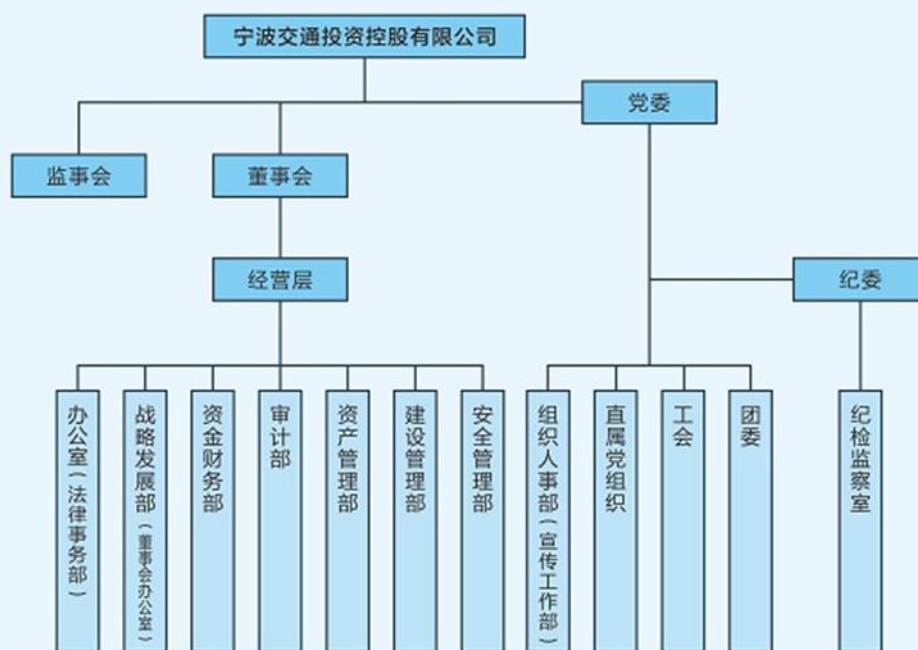 宁波交通投资控股有限公司
党委
监事会
董事会
经营层
纪委
办公室(法律事务部)
战略发展部(董事会办公室)
资金财务部
审计部
资产管理部
建设管理部
安全管理部
组织人事部(宣传工作部)
直属党组织
工会
团委
纪检监察室